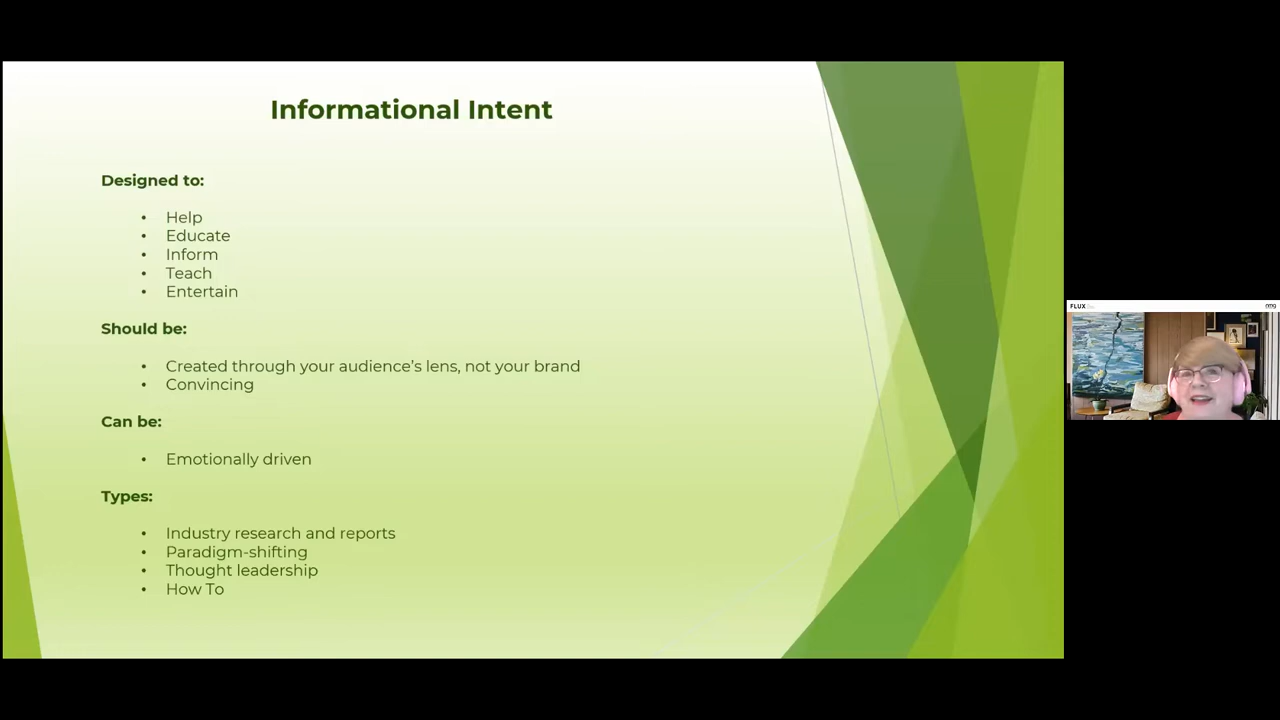 Informational Intent
Designed to:
• Help
• Educate
• Inform
• Teach
• Entertain
Should be:
• Created through your audience’s lens, not your brand
• Convincing
Can be:
• Emotionally driven
Types:
• Industry research and reports
• Paradigm-shifting
• Thought leadership
• How To
FLUX